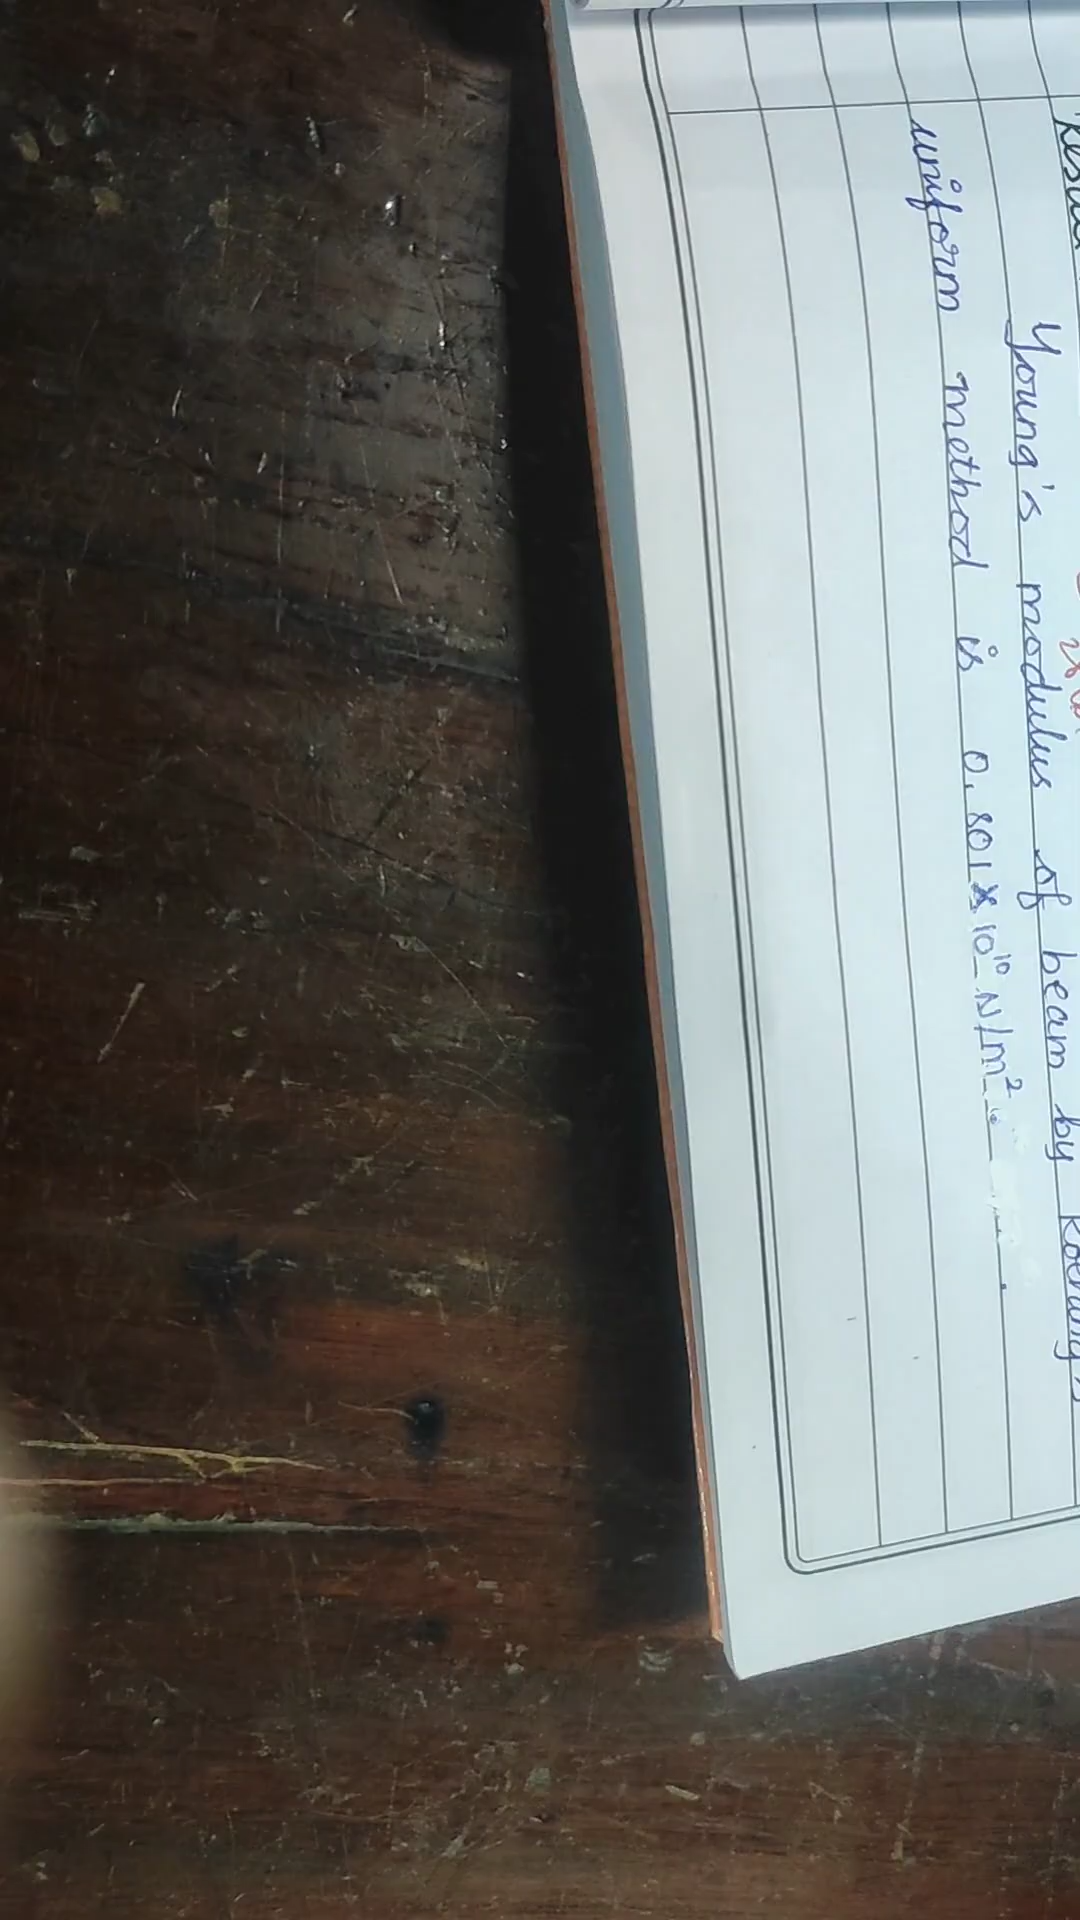 Young's modulus of beam by
uniform method is 0.801 × 10¹⁰ N/m²